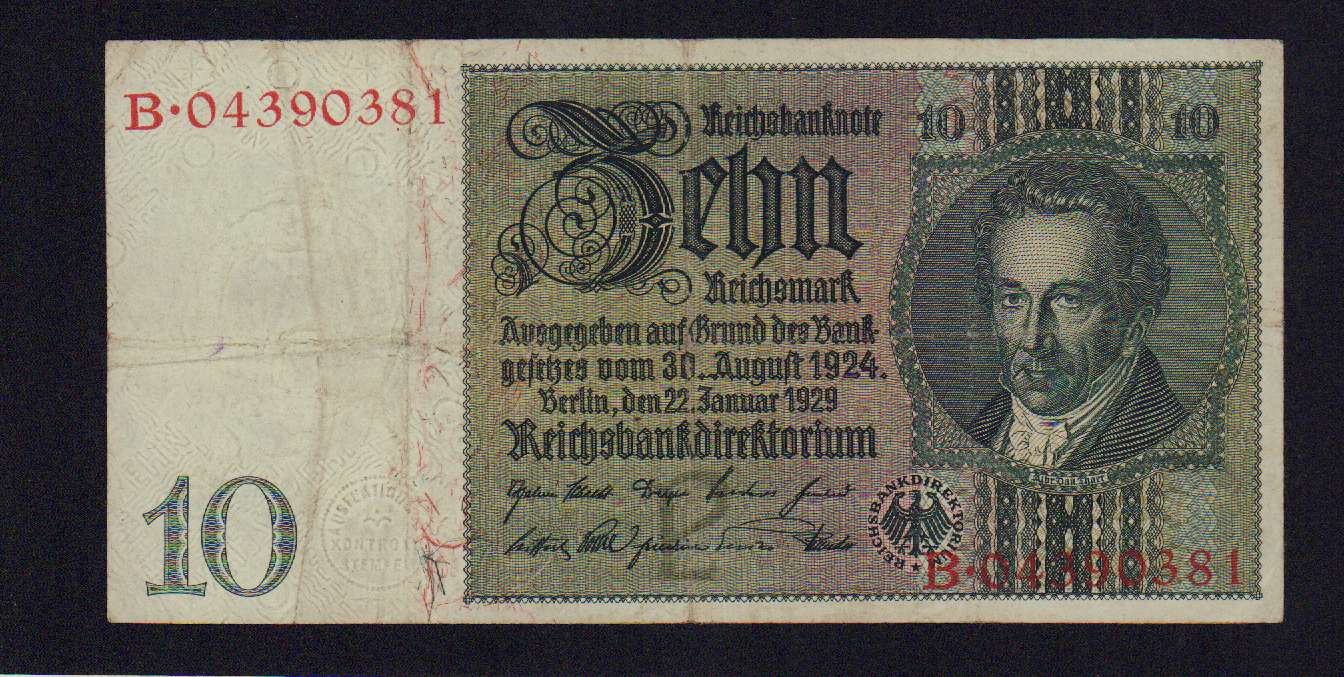 B·04390381
Reichsbanknote
10
10
Zehn
Reichsmark
Ausgegeben auf Grund des Bank-
gesetzes vom 30. August 1924.
Berlin, den 22. Januar 1929
Reichsbankdirektorium
10
REICHSBANKDIREKTORIUM
B·04390381